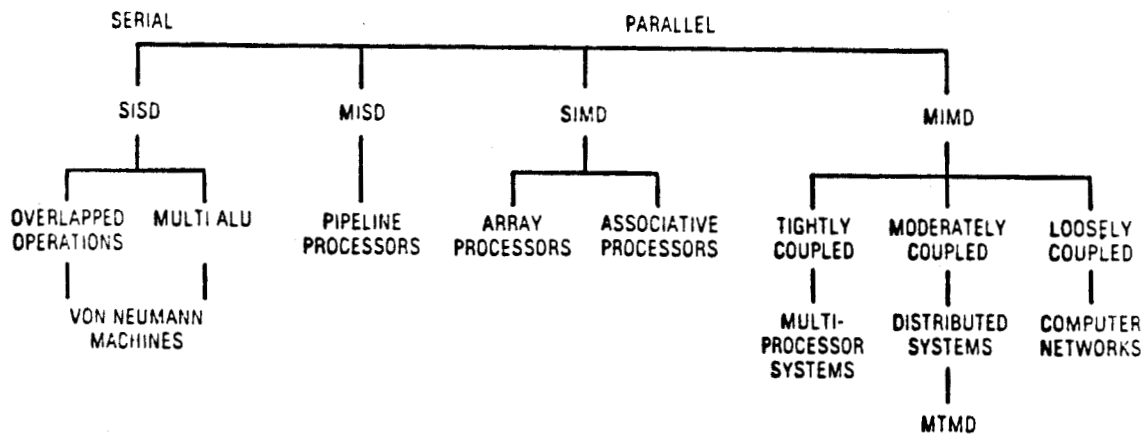 SERIAL
PARALLEL
SISD
MISD
SIMD
MIMD
OVERLAPPED
OPERATIONS
MULTI ALU
PIPELINE
PROCESSORS
ARRAY
PROCESSORS
ASSOCIATIVE
PROCESSORS
TIGHTLY
COUPLED
MODERATELY
COUPLED
LOOSELY
COUPLED
VON NEUMANN
MACHINES
MULTI-
PROCESSOR
SYSTEMS
DISTRIBUTED
SYSTEMS
COMPUTER
NETWORKS
MTMD